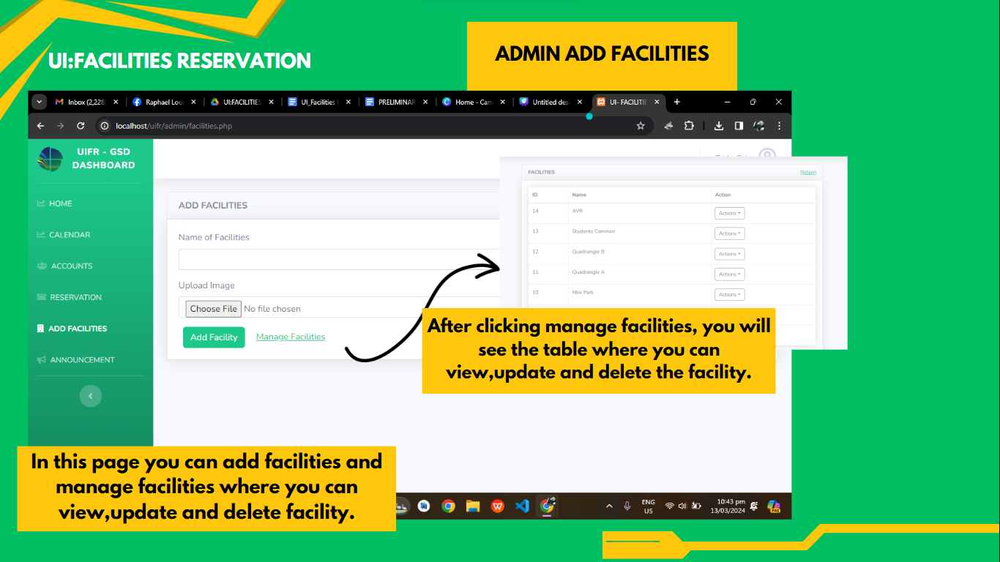 UI:FACILITIES RESERVATION
ADMIN ADD FACILITIES
Inbox (2,228
Raphael Lou
UI:FACILITIES
UI_Facilities
PRELIMINAR
Home - Can
Untitled des
UI- FACILITIE
localhost/uifr/admin/facilities.php
UIFR - GSD
DASHBOARD
HOME
CALENDAR
ACCOUNTS
RESERVATION
ADD FACILITIES
ANNOUNCEMENT
ADD FACILITIES
Name of Facilities
Upload Image
Choose File No file chosen
Add Facility Manage Facilities
FACILITIES Return
ID Name Action
14 AVR Actions
13 Students Common Actions
12 Quadrangle B Actions
11 Quadrangle A Actions
10 Mini Park Actions
After clicking manage facilities, you will
see the table where you can
view,update and delete the facility.
In this page you can add facilities and
manage facilities where you can
view,update and delete facility.
ENG
US
10:43 pm
13/03/2024
PRE